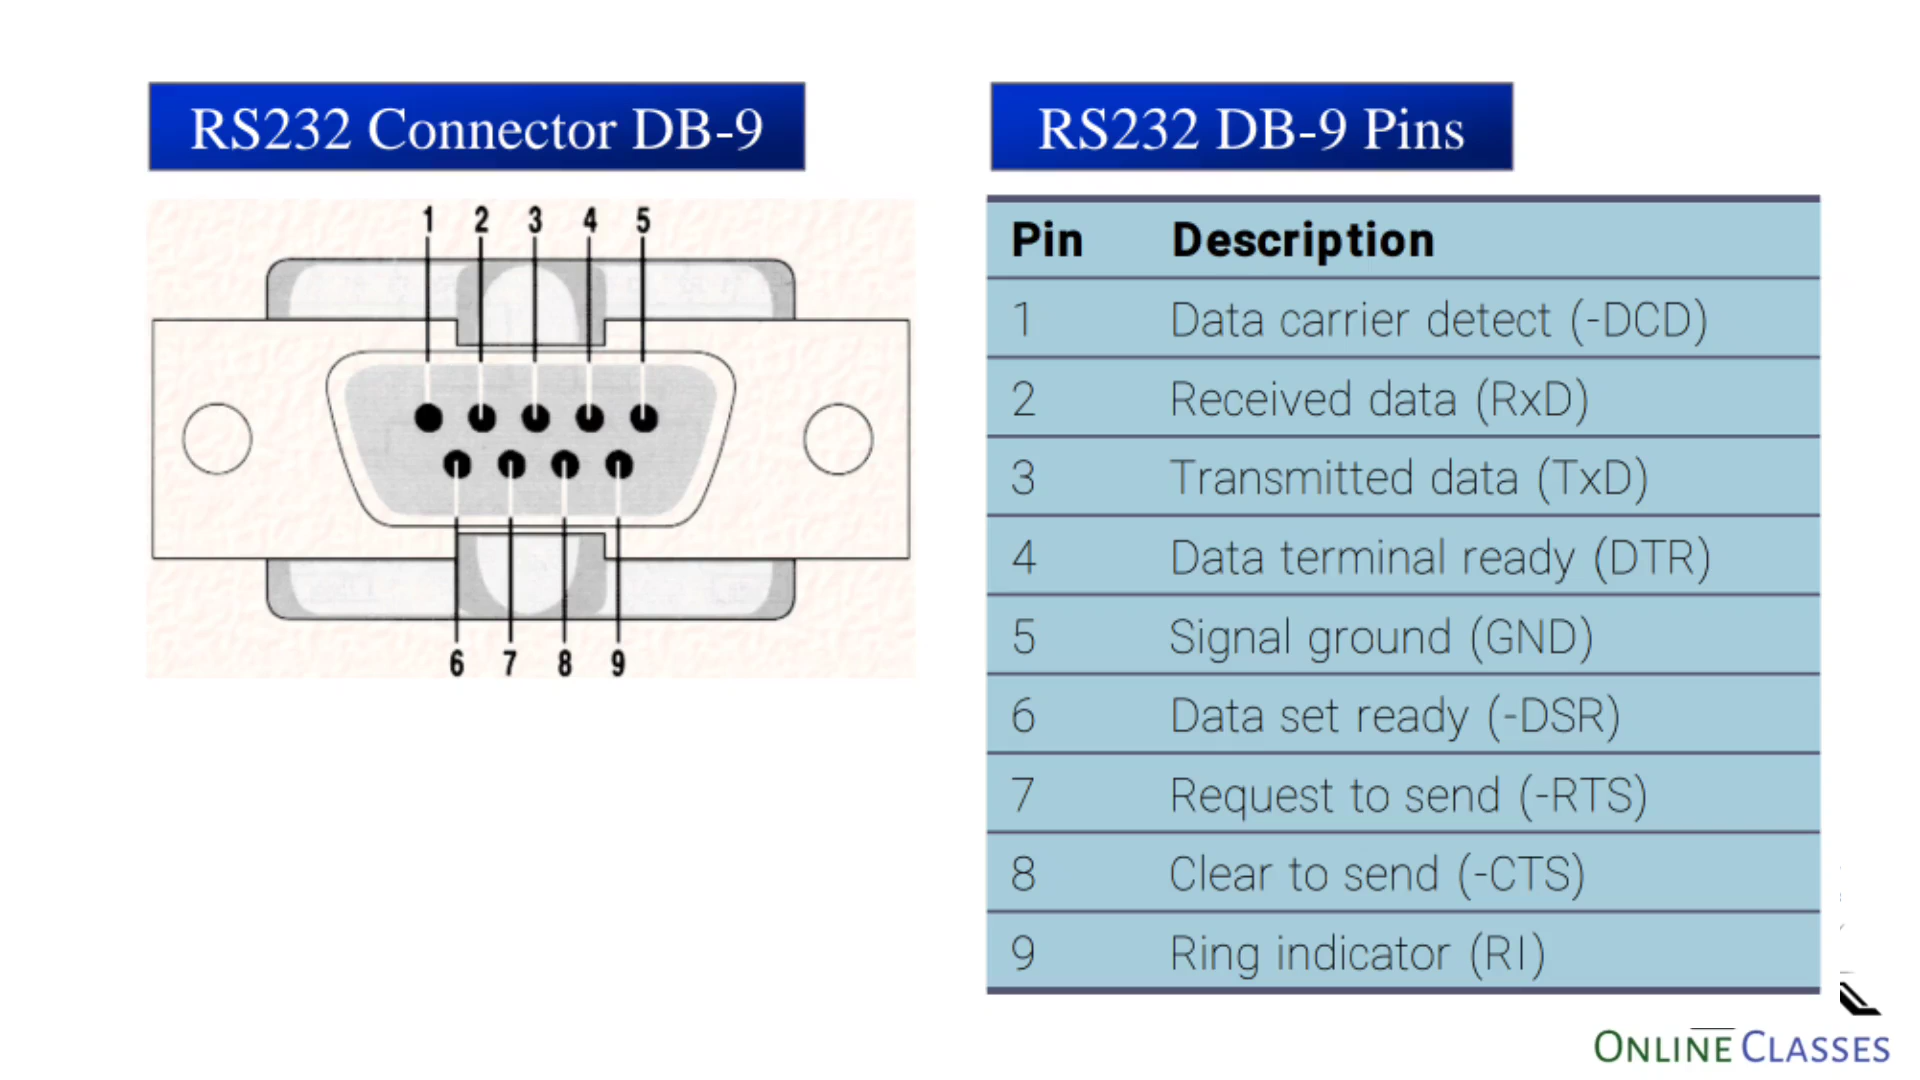 RS232 Connector DB-9
1 2 3 4 5
6 7 8 9
RS232 DB-9 Pins
Pin Description
1 Data carrier detect (-DCD)
2 Received data (RxD)
3 Transmitted data (TxD)
4 Data terminal ready (DTR)
5 Signal ground (GND)
6 Data set ready (-DSR)
7 Request to send (-RTS)
8 Clear to send (-CTS)
9 Ring indicator (RI)
ONLINE CLASSES